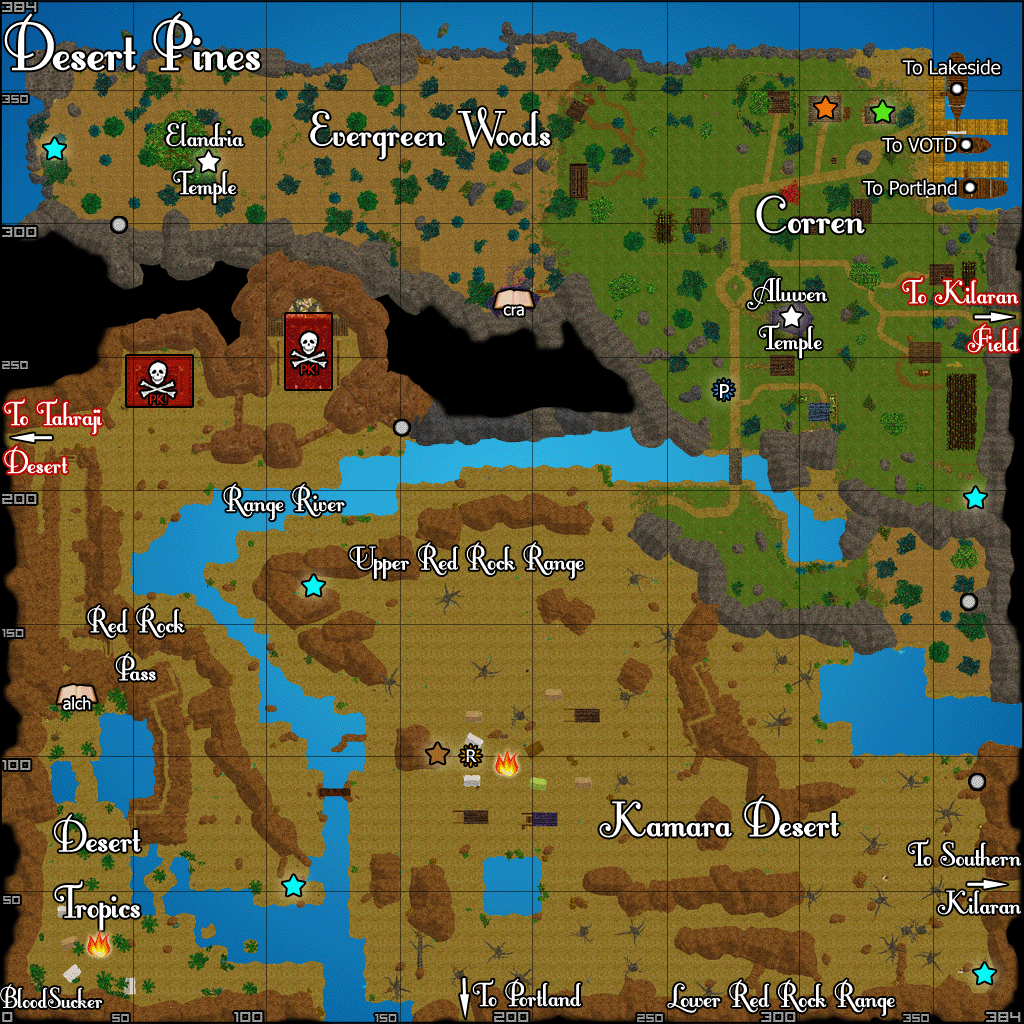 384
Desert Pines
To Lakeside
350
Elandria
Temple
Evergreen Woods
To VOTD
To Portland
Corren
300
cra
Aluwen
Temple
To Kilaran
Field
250
PK!
PK!
P
To Tahraji
Desert
200
Range River
Upper Red Rock Range
150
Red Rock
Pass
alch
100
R
Kamara Desert
Desert
Tropics
To Southern
Kilaran
50
BloodSucker
To Portland
Lower Red Rock Range
0
50
100
150
200
250
300
350
384